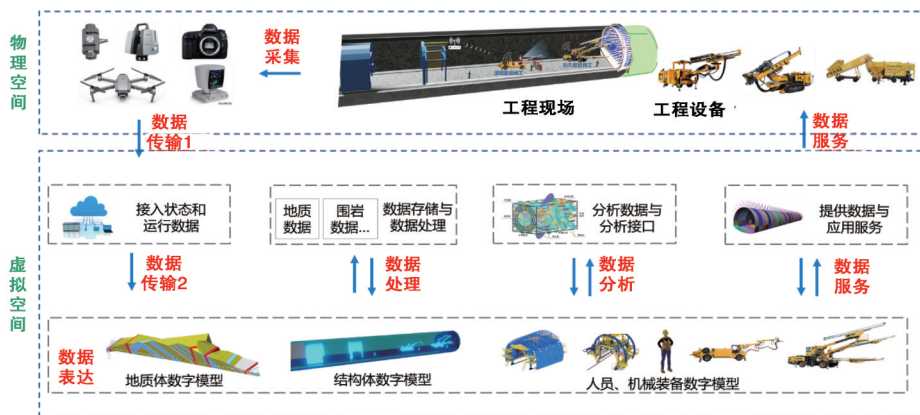 物理空间
数据
采集
工程现场
工程设备
数据
传输1
数据
服务
虚拟空间
接入状态和
运行数据
地质
数据
围岩
数据...
数据存储与
数据处理
分析数据与
分析接口
提供数据与
应用服务
数据
传输2
数据
处理
数据
分析
数据
服务
数据
表达
地质体数字模型
结构体数字模型
人员、机械装备数字模型